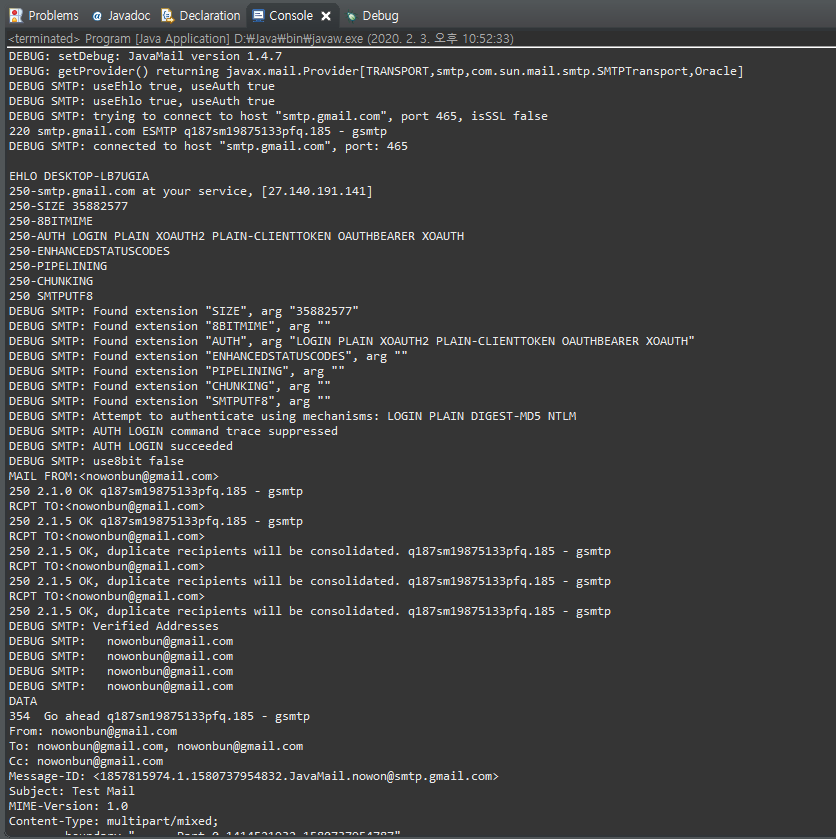 Problems Javadoc Declaration Console Debug
<terminated> Program [Java Application] D:₩Java₩bin₩javaw.exe (2020. 2. 3. 오후 10:52:33)
DEBUG: setDebug: JavaMail version 1.4.7
DEBUG: getProvider() returning javax.mail.Provider[TRANSPORT,smtp,com.sun.mail.smtp.SMTPTransport,Oracle]
DEBUG SMTP: useEhlo true, useAuth true
DEBUG SMTP: useEhlo true, useAuth true
DEBUG SMTP: trying to connect to host "smtp.gmail.com", port 465, isSSL false
220 smtp.gmail.com ESMTP q187sm19875133pfq.185 - gsmtp
DEBUG SMTP: connected to host "smtp.gmail.com", port: 465
EHLO DESKTOP-LB7UGIA
250-smtp.gmail.com at your service, [27.140.191.141]
250-SIZE 35882577
250-8BITMIME
250-AUTH LOGIN PLAIN XOAUTH2 PLAIN-CLIENTTOKEN OAUTHBEARER XOAUTH
250-ENHANCEDSTATUSCODES
250-PIPELINING
250-CHUNKING
250 SMTPUTF8
DEBUG SMTP: Found extension "SIZE", arg "35882577"
DEBUG SMTP: Found extension "8BITMIME", arg ""
DEBUG SMTP: Found extension "AUTH", arg "LOGIN PLAIN XOAUTH2 PLAIN-CLIENTTOKEN OAUTHBEARER XOAUTH"
DEBUG SMTP: Found extension "ENHANCEDSTATUSCODES", arg ""
DEBUG SMTP: Found extension "PIPELINING", arg ""
DEBUG SMTP: Found extension "CHUNKING", arg ""
DEBUG SMTP: Found extension "SMTPUTF8", arg ""
DEBUG SMTP: Attempt to authenticate using mechanisms: LOGIN PLAIN DIGEST-MD5 NTLM
DEBUG SMTP: AUTH LOGIN command trace suppressed
DEBUG SMTP: AUTH LOGIN succeeded
DEBUG SMTP: use8bit false
MAIL FROM:<nowonbun@gmail.com>
250 2.1.0 OK q187sm19875133pfq.185 - gsmtp
RCPT TO:<nowonbun@gmail.com>
250 2.1.5 OK q187sm19875133pfq.185 - gsmtp
RCPT TO:<nowonbun@gmail.com>
250 2.1.5 OK, duplicate recipients will be consolidated. q187sm19875133pfq.185 - gsmtp
RCPT TO:<nowonbun@gmail.com>
250 2.1.5 OK, duplicate recipients will be consolidated. q187sm19875133pfq.185 - gsmtp
RCPT TO:<nowonbun@gmail.com>
250 2.1.5 OK, duplicate recipients will be consolidated. q187sm19875133pfq.185 - gsmtp
DEBUG SMTP: Verified Addresses
DEBUG SMTP:   nowonbun@gmail.com
DEBUG SMTP:   nowonbun@gmail.com
DEBUG SMTP:   nowonbun@gmail.com
DEBUG SMTP:   nowonbun@gmail.com
DATA
354  Go ahead q187sm19875133pfq.185 - gsmtp
From: nowonbun@gmail.com
To: nowonbun@gmail.com, nowonbun@gmail.com
Cc: nowonbun@gmail.com
Message-ID: <1857815974.1.1580737954832.JavaMail.nowon@smtp.gmail.com>
Subject: Test Mail
MIME-Version: 1.0
Content-Type: multipart/mixed;